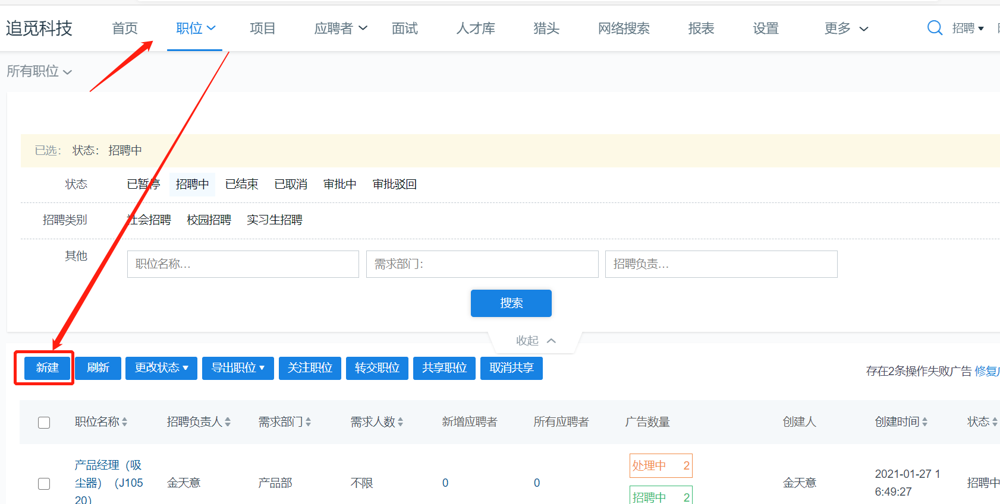 追觅科技 首页 职位 项目 应聘者 面试 人才库 猎头 网络搜索 报表 设置 更多 招聘
所有职位
已选： 状态： 招聘中
状态 已暂停 招聘中 已结束 已取消 审批中 审批驳回
招聘类别 社会招聘 校园招聘 实习生招聘
其他 职位名称... 需求部门： 招聘负责...
搜索
收起
新建 刷新 更改状态 导出职位 关注职位 转交职位 共享职位 取消共享 存在2条操作失败广告 修复
职位名称 招聘负责人 需求部门 需求人数 新增应聘者 所有应聘者 广告数量 创建人 创建时间 状态
产品经理（吸
尘器）（J105
20）
金天意 产品部 不限 0 0
处理中 2
招聘中 2
金天意
2021-01-27 1
6:49:27
招聘中